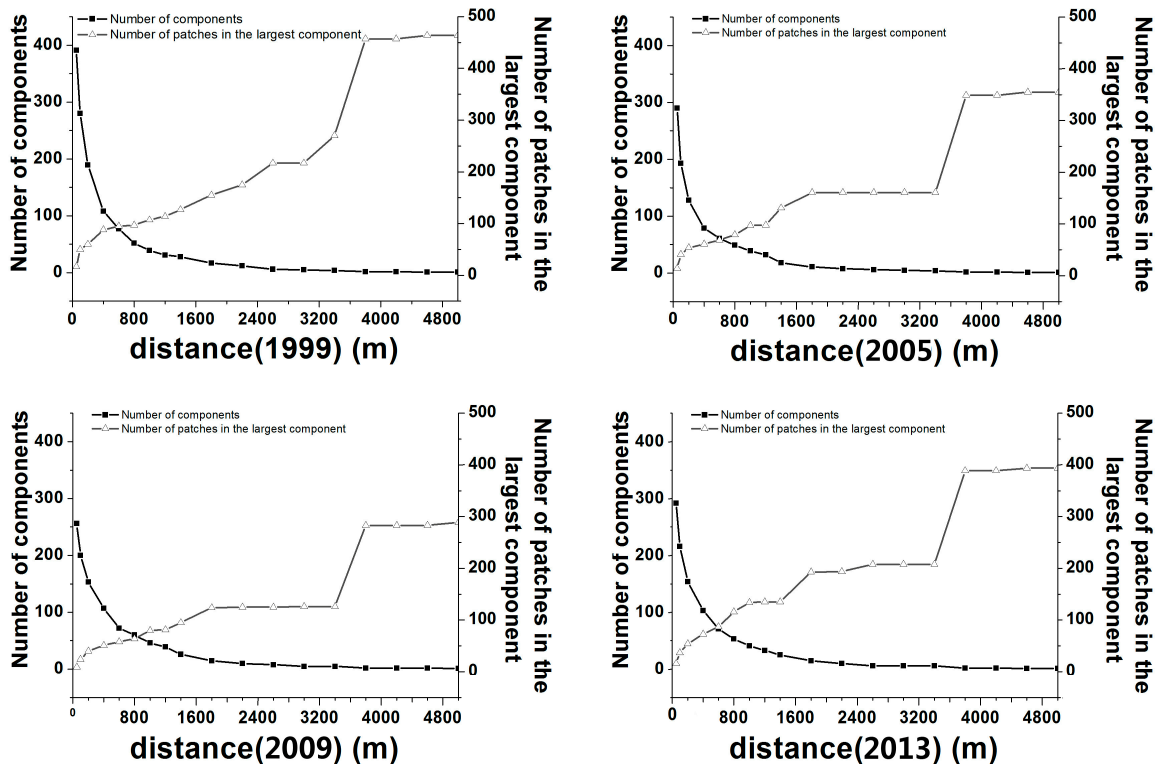 Number of components
Number of patches in the largest component
Number of components
400
300
200
100
0
500
400
300
200
100
0
Number of patches in the
largest component
0 800 1600 2400 3200 4000 4800
distance(1999) (m)
Number of components
Number of patches in the largest component
Number of components
400
300
200
100
0
500
400
300
200
100
0
Number of patches in the
largest component
0 800 1600 2400 3200 4000 4800
distance(2005) (m)
Number of components
Number of patches in the largest component
Number of components
400
300
200
100
0
500
400
300
200
100
0
Number of patches in the
largest component
0 800 1600 2400 3200 4000 4800
distance(2009) (m)
Number of components
Number of patches in the largest component
Number of components
400
300
200
100
0
500
400
300
200
100
0
Number of patches in the
largest component
0 800 1600 2400 3200 4000 4800
distance(2013) (m)